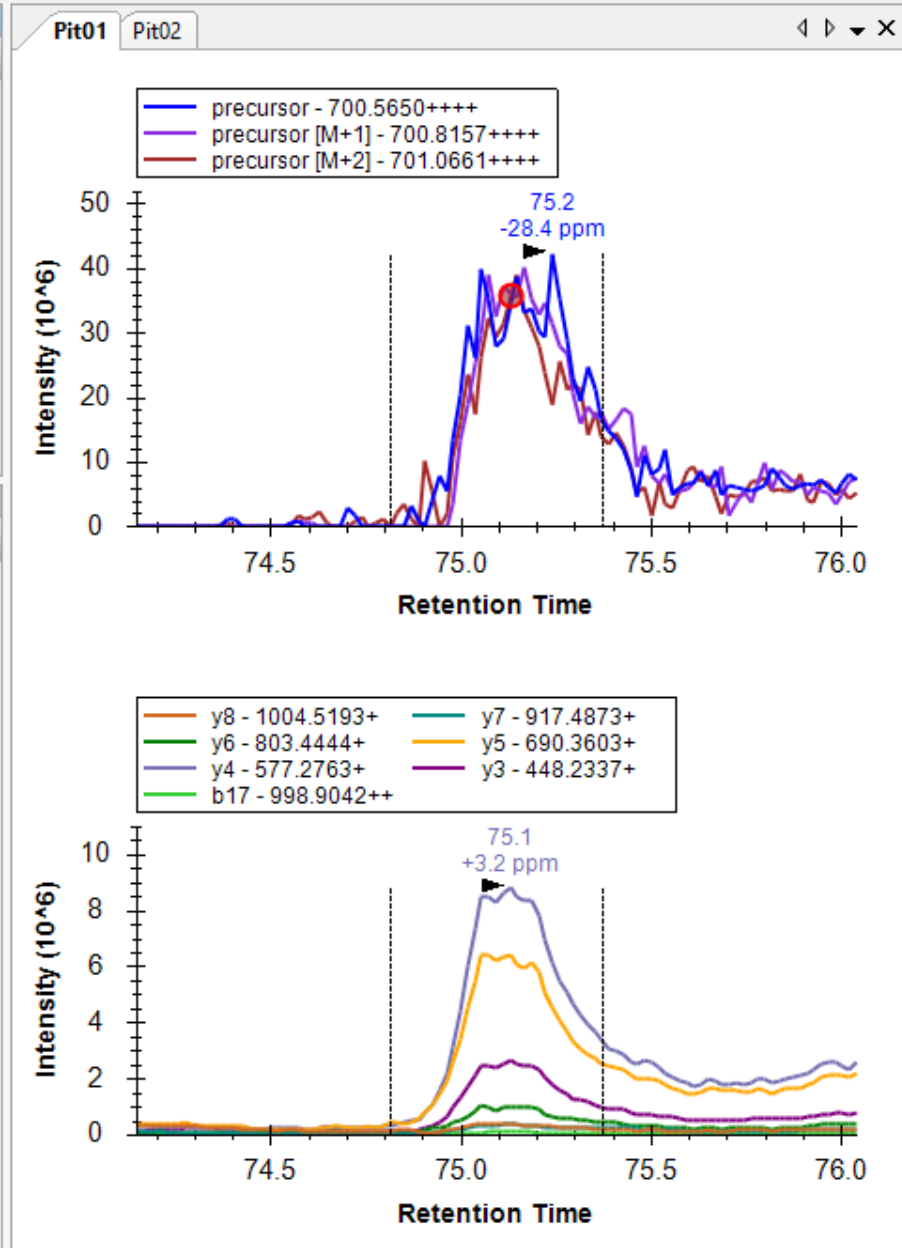 Pit01 Pit02
precursor - 700.5650++++
precursor [M+1] - 700.8157++++
precursor [M+2] - 701.0661++++
75.2
-28.4 ppm
50
40
30
20
10
0
Intensity (10^6)
74.5 75.0 75.5 76.0
Retention Time
y8 - 1004.5193+ y7 - 917.4873+
y6 - 803.4444+ y5 - 690.3603+
y4 - 577.2763+ y3 - 448.2337+
b17 - 998.9042++
75.1
+3.2 ppm
10
8
6
4
2
0
Intensity (10^6)
74.5 75.0 75.5 76.0
Retention Time